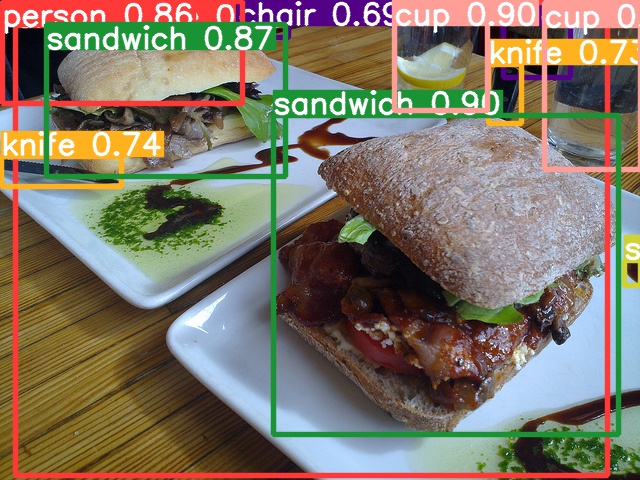 person 0.86
chair 0.69
cup 0.90
cup 0
sandwich 0.87
knife 0.73
sandwich 0.90
knife 0.74
s